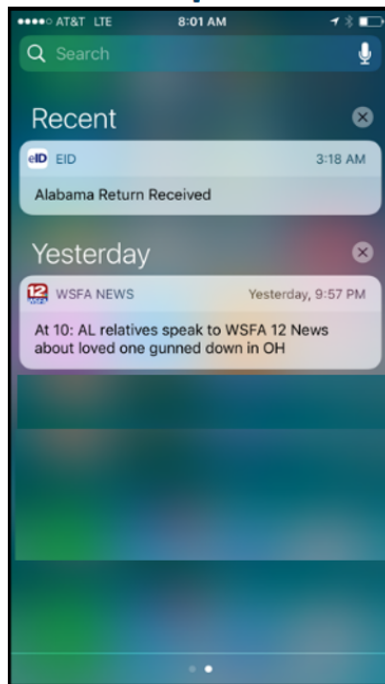 AT&T LTE 8:01 AM
Search
Recent
eID EID 3:18 AM
Alabama Return Received
Yesterday
12 WSFA NEWS Yesterday, 9:57 PM
At 10: AL relatives speak to WSFA 12 News
about loved one gunned down in OH